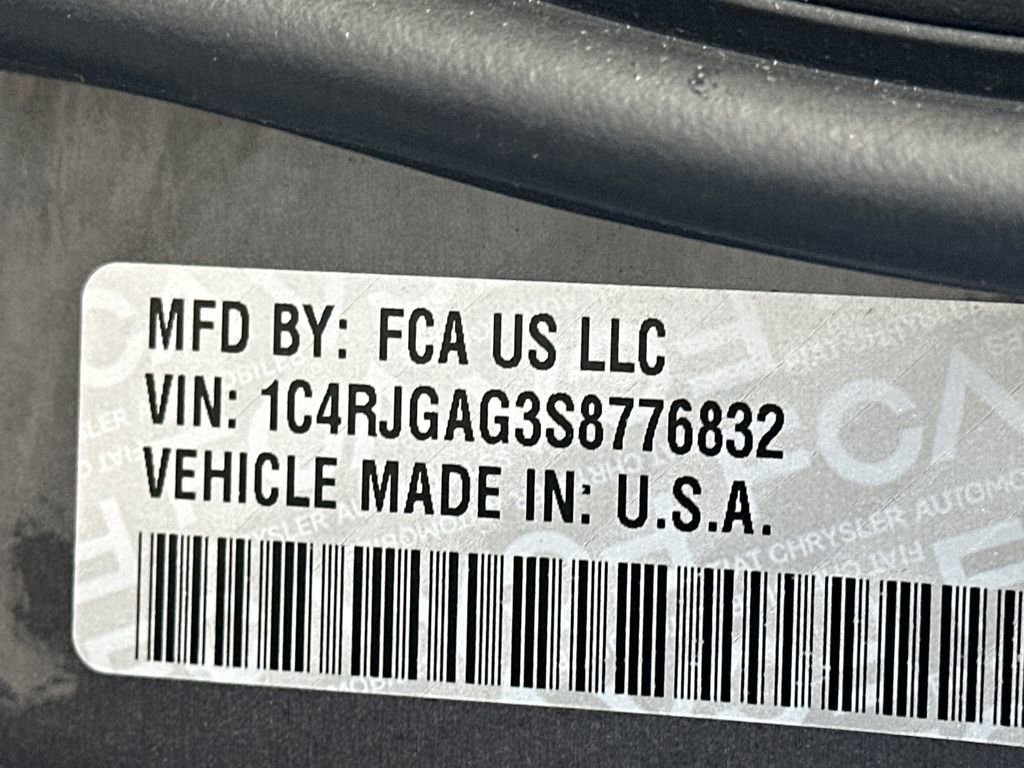 MFD BY: FCA US LLC
VIN: 1C4RJGAG3S8776832
VEHICLE MADE IN: U.S.A.